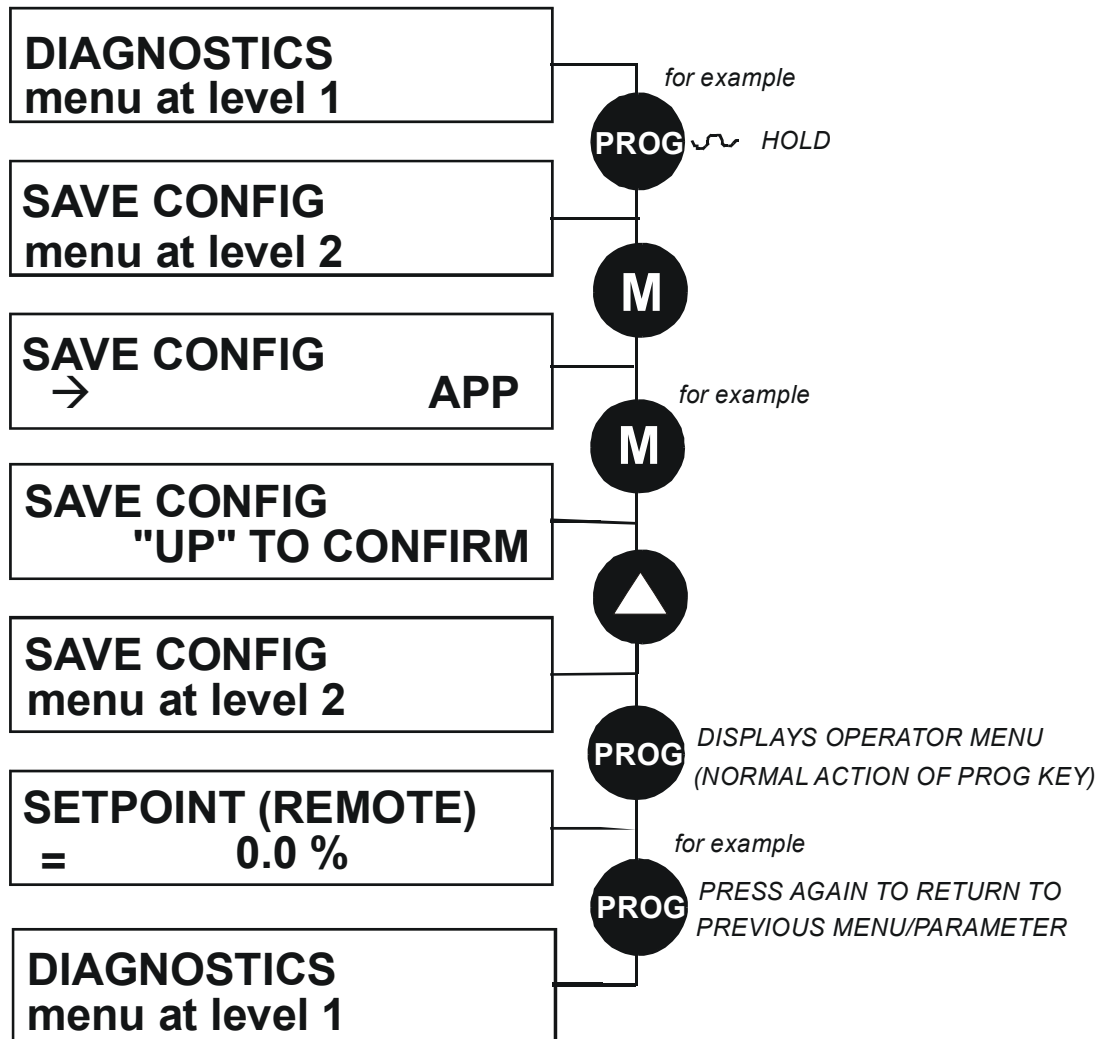 DIAGNOSTICS
menu at level 1
for example
PROG
HOLD
SAVE CONFIG
menu at level 2
M
SAVE CONFIG
→ APP
for example
M
SAVE CONFIG
"UP" TO CONFIRM
SAVE CONFIG
menu at level 2
PROG
DISPLAYS OPERATOR MENU
(NORMAL ACTION OF PROG KEY)
SETPOINT (REMOTE)
= 0.0 %
for example
PROG
PRESS AGAIN TO RETURN TO
PREVIOUS MENU/PARAMETER
DIAGNOSTICS
menu at level 1